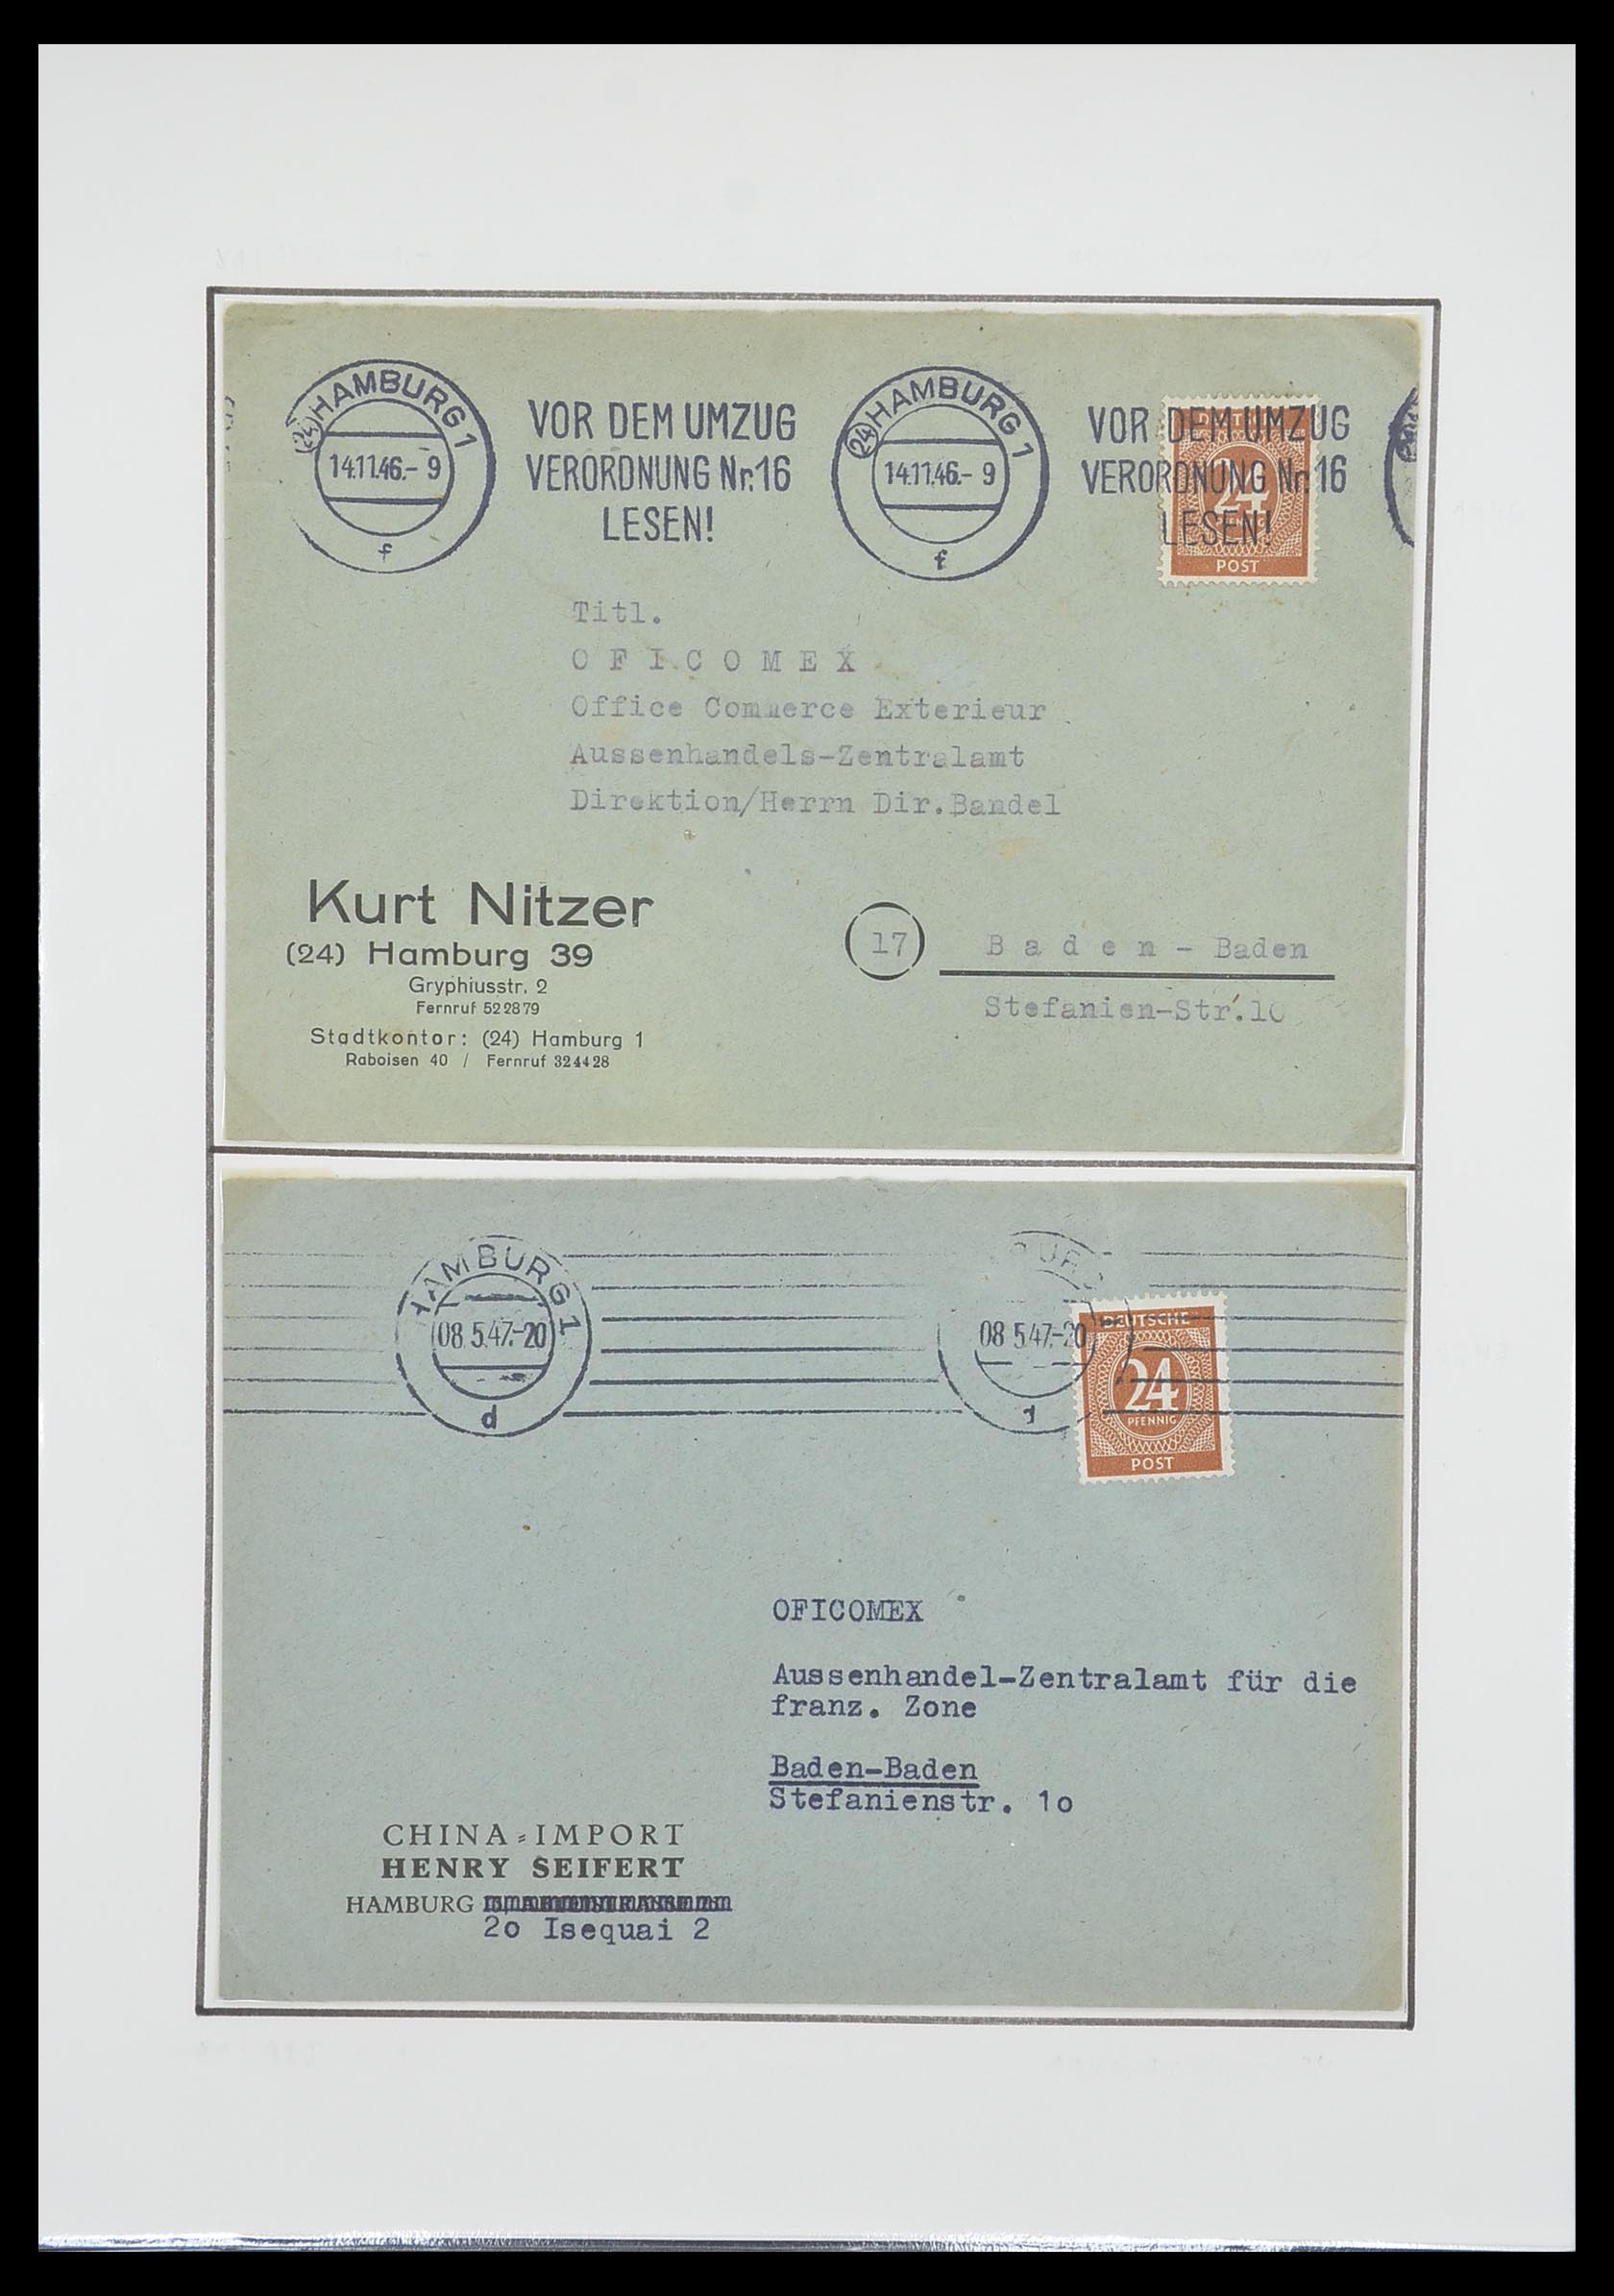 (24) HAMBURG 1
14.11.46.- 9
f
VOR DEM UMZUG
VERORDNUNG Nr.16
LESEN!
(24) HAMBURG 1
14.11.46.- 9
f
VOR DEM UMZUG
VERORDNUNG Nr.16
LESEN!
24
POST
Titl.
O F I C O M E X
Office Commerce Exterieur
Aussenhandels-Zentralamt
Direktion/Herrn Dir.Bandel
Kurt Nitzer
(24) Hamburg 39
Gryphiusstr. 2
Fernruf 522879
Stadtkontor: (24) Hamburg 1
Raboisen 40 / Fernruf 324428
17
B a d e n - Baden
Stefanien-Str.10
HAMBURG 1
08.5.47.-20
d
08.5.47.-20
DEUTSCHE
24
PFENNIG
POST
OFICOMEX
Aussenhandel-Zentralamt für die
franz. Zone
Baden-Baden
Stefanienstr. 1o
CHINA=IMPORT
HENRY SEIFERT
HAMBURG
2o Isequai 2